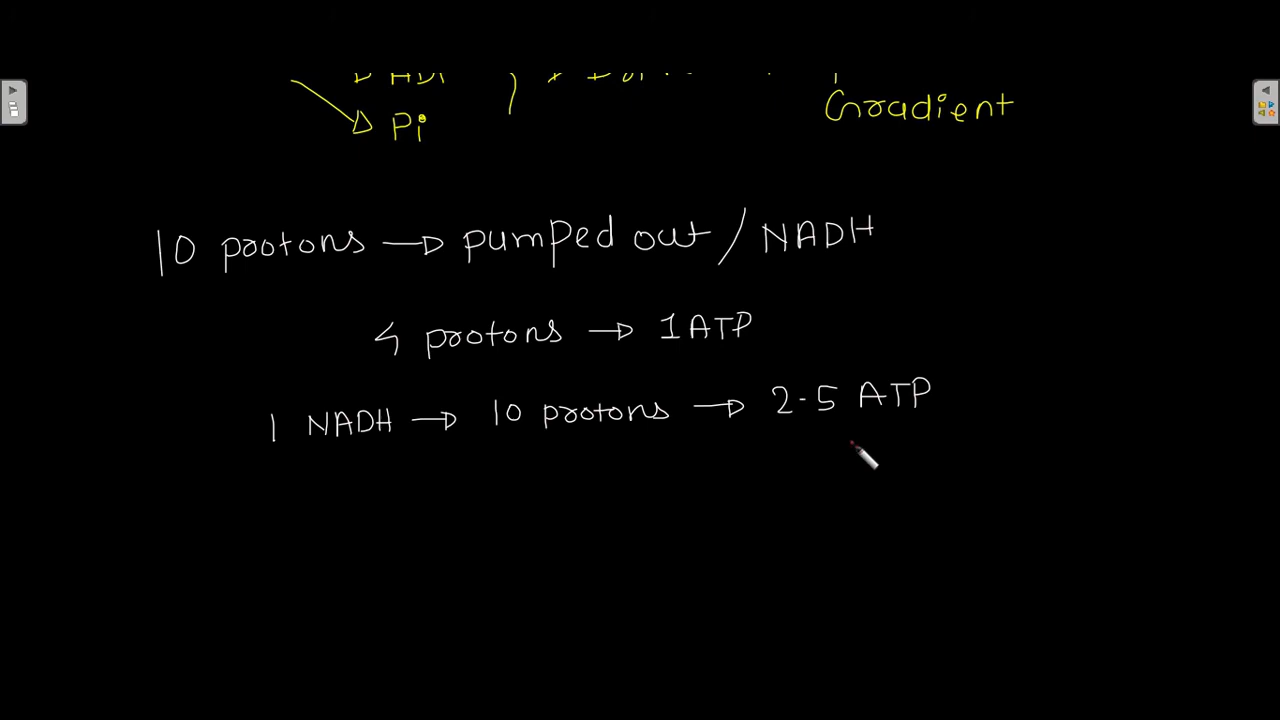 Pi Gradient
10 protons → pumped out / NADH
4 protons → 1 ATP
1 NADH → 10 protons → 2.5 ATP